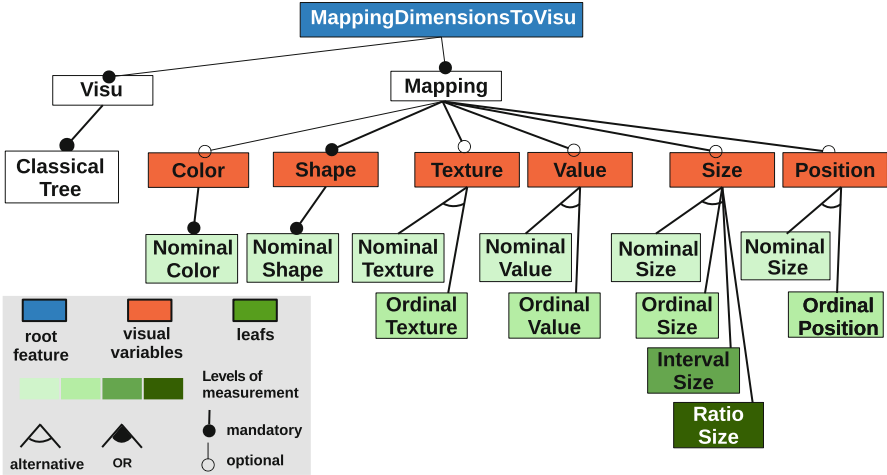 MappingDimensionsToVisu
Visu
Mapping
Classical
Tree
Color
Shape
Texture
Value
Size
Position
Nominal
Color
Nominal
Shape
Nominal
Texture
Nominal
Value
Nominal
Size
Nominal
Size
Ordinal
Texture
Ordinal
Value
Ordinal
Size
Ordinal
Position
Interval
Size
Ratio
Size
root
feature
visual
variables
leafs
Levels of
measurement
mandatory
alternative
OR
optional